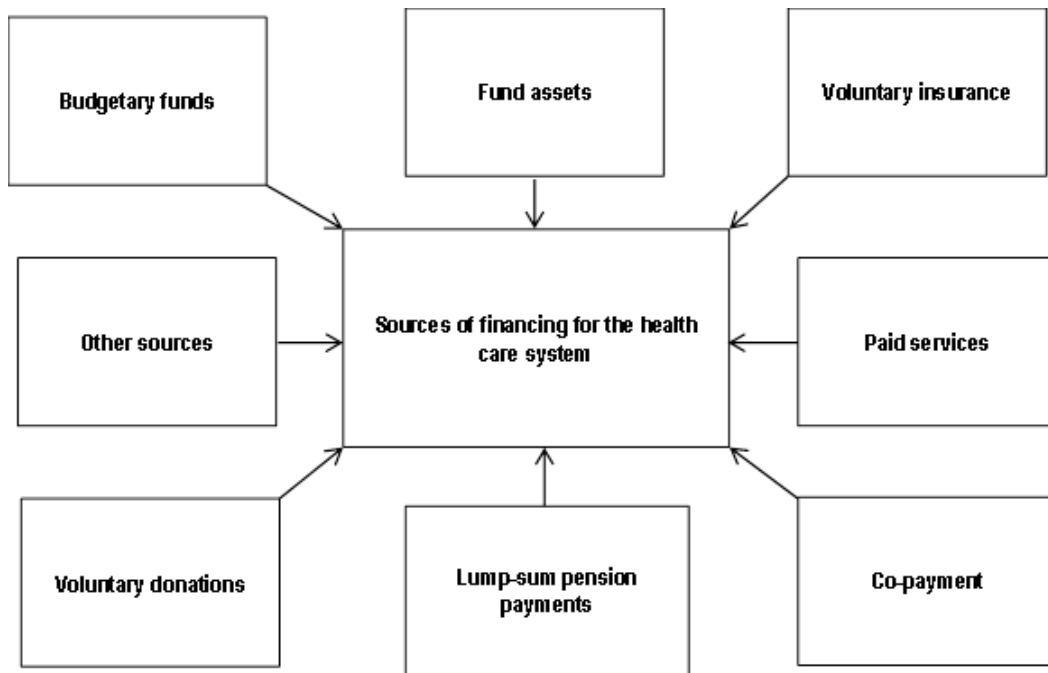 Budgetary funds
Fund assets
Voluntary insurance
Other sources
Sources of financing for the health
care system
Paid services
Voluntary donations
Lump-sum pension
payments
Co-payment